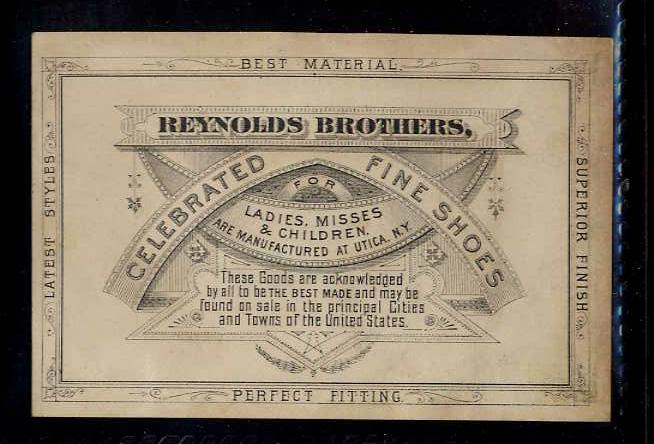 BEST MATERIAL.
REYNOLDS BROTHERS,
CELEBRATED FINE SHOES
FOR
LADIES, MISSES
& CHILDREN.
ARE MANUFACTURED AT UTICA, N.Y.
These Goods are acknowledged
by all to be THE BEST MADE and may be
found on sale in the principal Cities
and Towns of the United States.
LATEST STYLES
SUPERIOR FINISH
PERFECT FITTING.